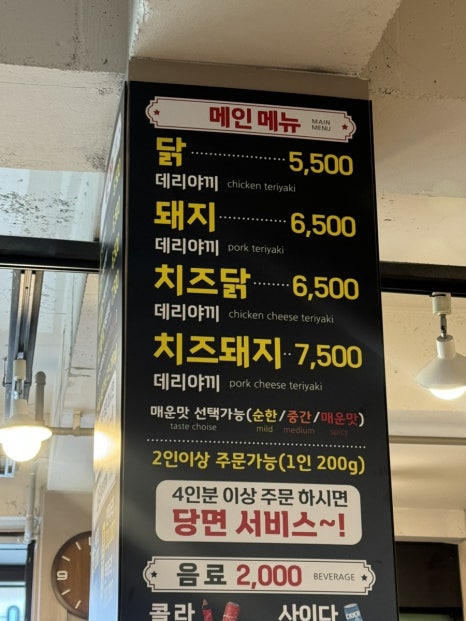 메인 메뉴 MAIN MENU
닭 5,500
데리야끼 chicken teriyaki
돼지 6,500
데리야끼 pork teriyaki
치즈닭 6,500
데리야끼 chicken cheese teriyaki
치즈돼지 7,500
데리야끼 pork cheese teriyaki
매운맛 선택가능(순한/중간/매운맛)
taste choise mild medium spicy
2인이상 주문가능(1인 200g)
4인분 이상 주문 하시면
당면 서비스~!
음료 2,000 BEVERAGE
콜라 사이다